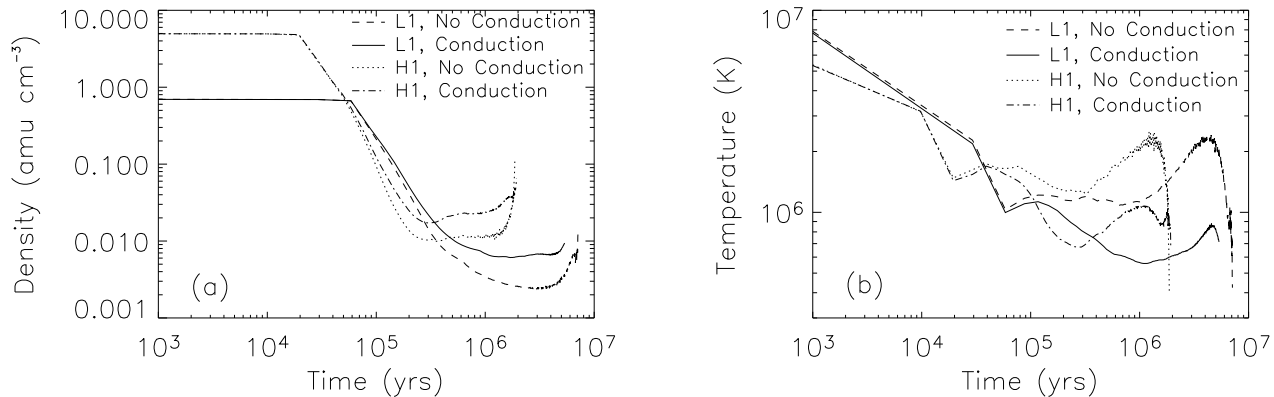 Density (amu cm⁻³)
10.000
1.000
0.100
0.010
0.001
L1, No Conduction
L1, Conduction
H1, No Conduction
H1, Conduction
(a)
10³ 10⁴ 10⁵ 10⁶ 10⁷
Time (yrs)
Temperature (K)
10⁷
10⁶
L1, No Conduction
L1, Conduction
H1, No Conduction
H1, Conduction
(b)
10³ 10⁴ 10⁵ 10⁶ 10⁷
Time (yrs)